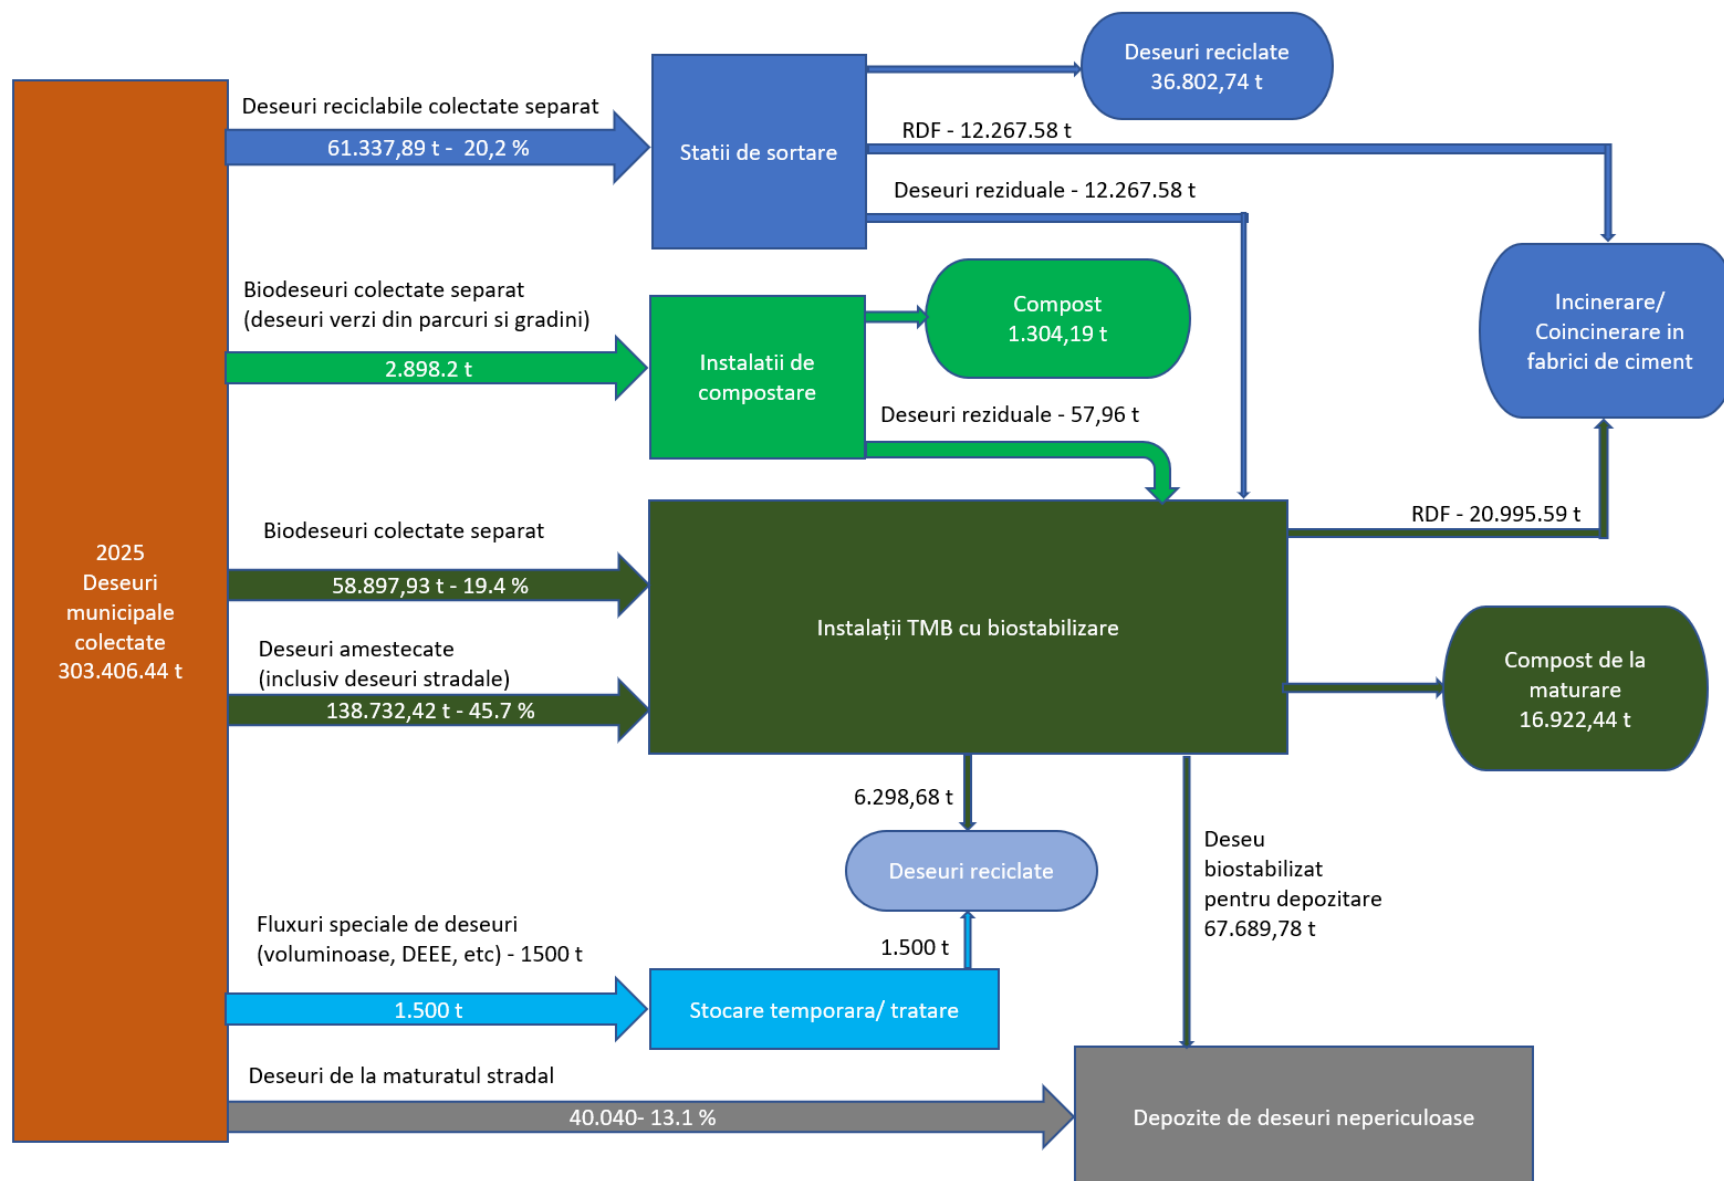 Deseuri reciclate
36.802,74 t
Deseuri reciclabile colectate separat
61.337,89 t -  20,2 %
Statii de sortare
RDF - 12.267.58 t
Deseuri reziduale - 12.267.58 t
Biodeseuri colectate separat
(deseuri verzi din parcuri si gradini)
2.898.2 t
Instalatii de
compostare
Compost
1.304,19 t
Deseuri reziduale - 57,96 t
Incinerare/
Coincinerare in
fabrici de ciment
2025
Deseuri
municipale
colectate
303.406.44 t
Biodeseuri colectate separat
58.897,93 t - 19.4 %
Deseuri amestecate
(inclusiv deseuri stradale)
138.732,42 t - 45.7 %
Instalații TMB cu biostabilizare
RDF - 20.995.59 t
Compost de la
maturare
16.922,44 t
6.298,68 t
Deseuri reciclate
Deseu
biostabilizat
pentru depozitare
67.689,78 t
Fluxuri speciale de deseuri
(voluminoase, DEEE, etc) - 1500 t
1.500 t
Stocare temporara/ tratare
1.500 t
Deseuri de la maturatul stradal
40.040- 13.1 %
Depozite de deseuri nepericuloase